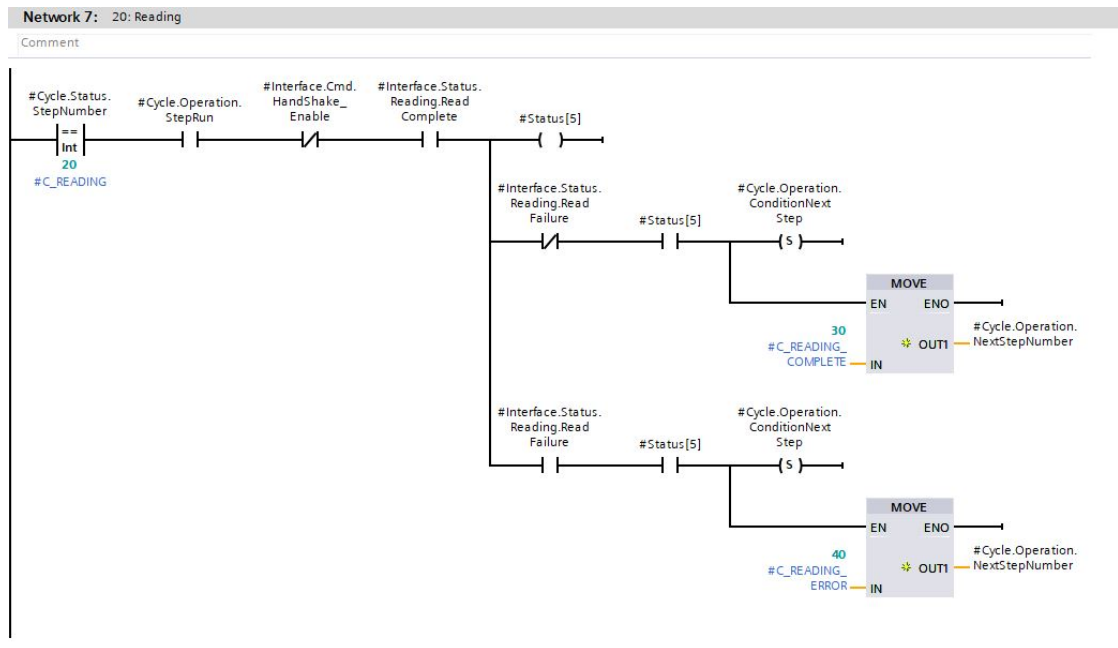 Network 7: 20: Reading
Comment
#Cycle.Status.
StepNumber
==
Int
20
#C_READING
#Cycle.Operation.
StepRun
#Interface.Cmd.
HandShake_
Enable
#Interface.Status.
Reading.Read
Complete
#Status[5]
#Interface.Status.
Reading.Read
Failure
#Status[5]
#Cycle.Operation.
ConditionNext
Step
S
MOVE
EN ENO
30
#C_READING_
COMPLETE
IN
OUT1
#Cycle.Operation.
NextStepNumber
#Interface.Status.
Reading.Read
Failure
#Status[5]
#Cycle.Operation.
ConditionNext
Step
S
MOVE
EN ENO
40
#C_READING_
ERROR
IN
OUT1
#Cycle.Operation.
NextStepNumber